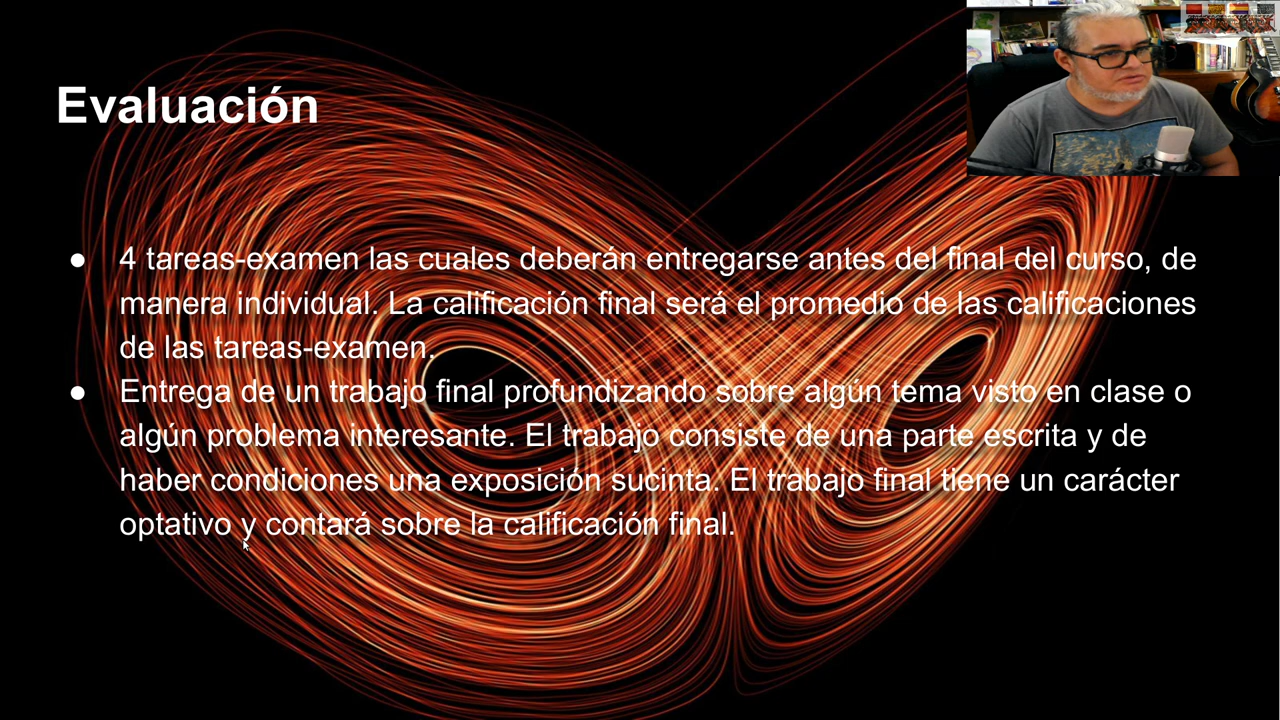 Evaluación
● 4 tareas-examen las cuales deberán entregarse antes del final del curso, de
manera individual. La calificación final será el promedio de las calificaciones
de las tareas-examen.
● Entrega de un trabajo final profundizando sobre algún tema visto en clase o
algún problema interesante. El trabajo consiste de una parte escrita y de
haber condiciones una exposición sucinta. El trabajo final tiene un carácter
optativo y contará sobre la calificación final.